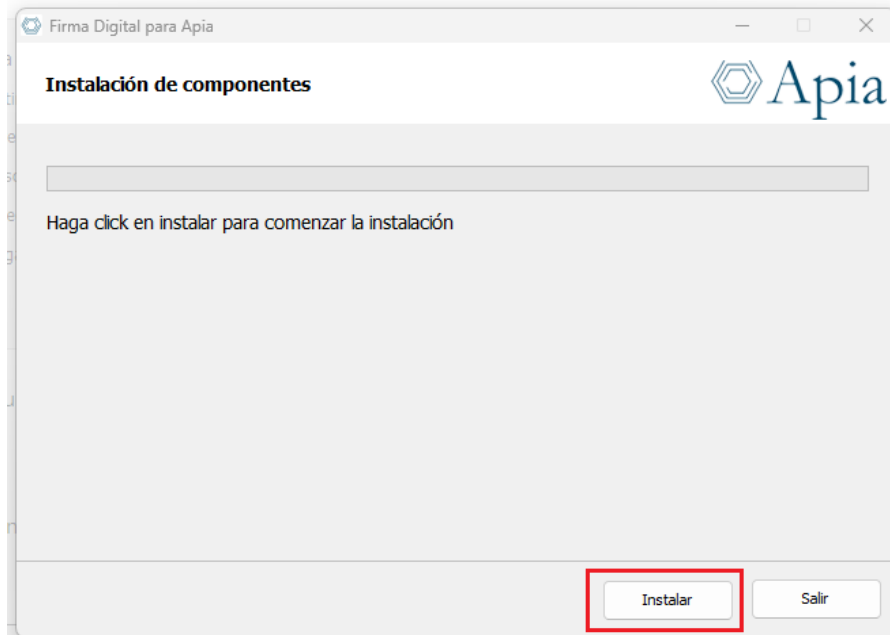 Firma Digital para Apia
Instalación de componentes
Apia
Haga click en instalar para comenzar la instalación
Instalar
Salir